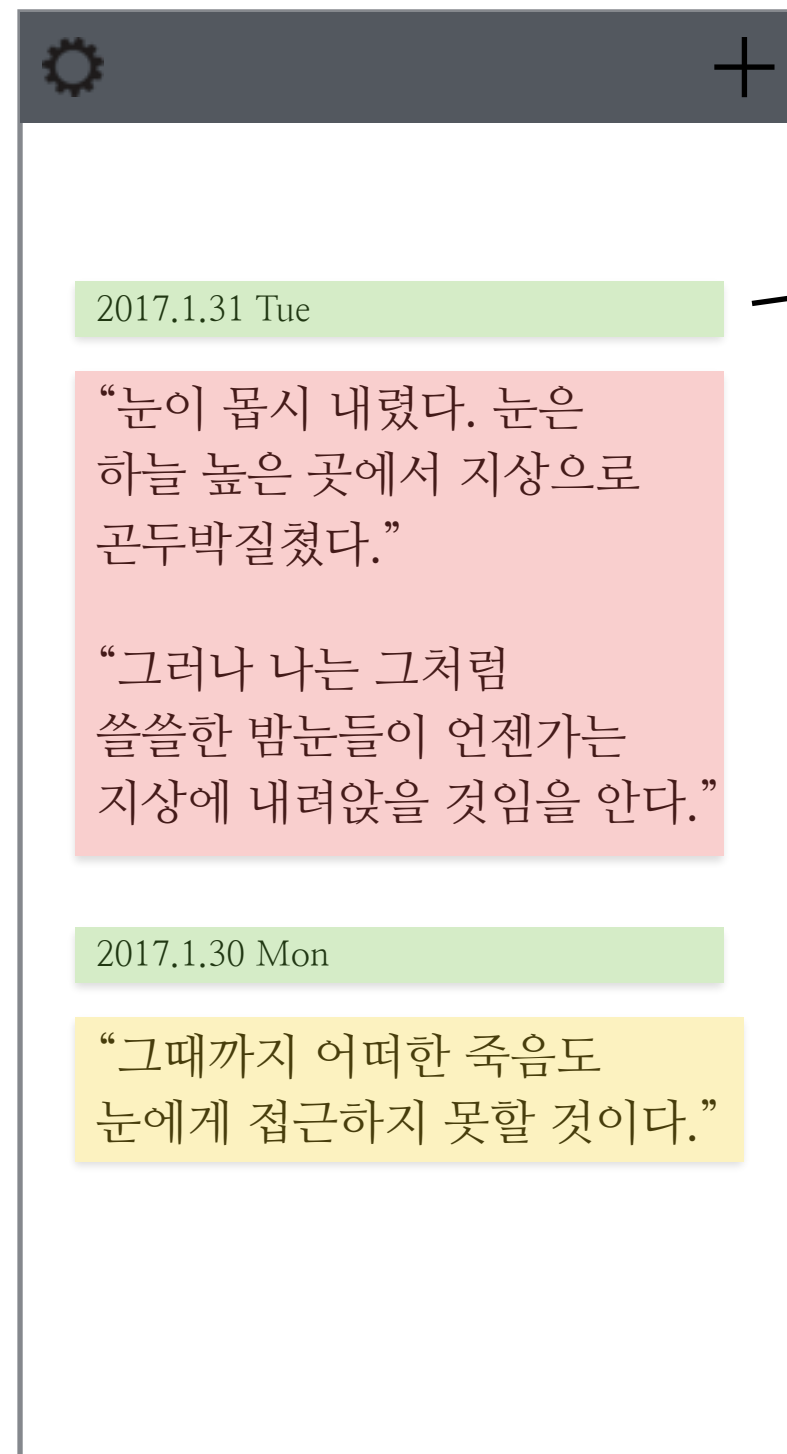 2017.1.31 Tue
“눈이 몹시 내렸다. 눈은
하늘 높은 곳에서 지상으로
곤두박질쳤다.”
“그러나 나는 그처럼
쓸쓸한 밤눈들이 언젠가는
지상에 내려앉을 것임을 안다.”
2017.1.30 Mon
“그때까지 어떠한 죽음도
눈에게 접근하지 못할 것이다.”